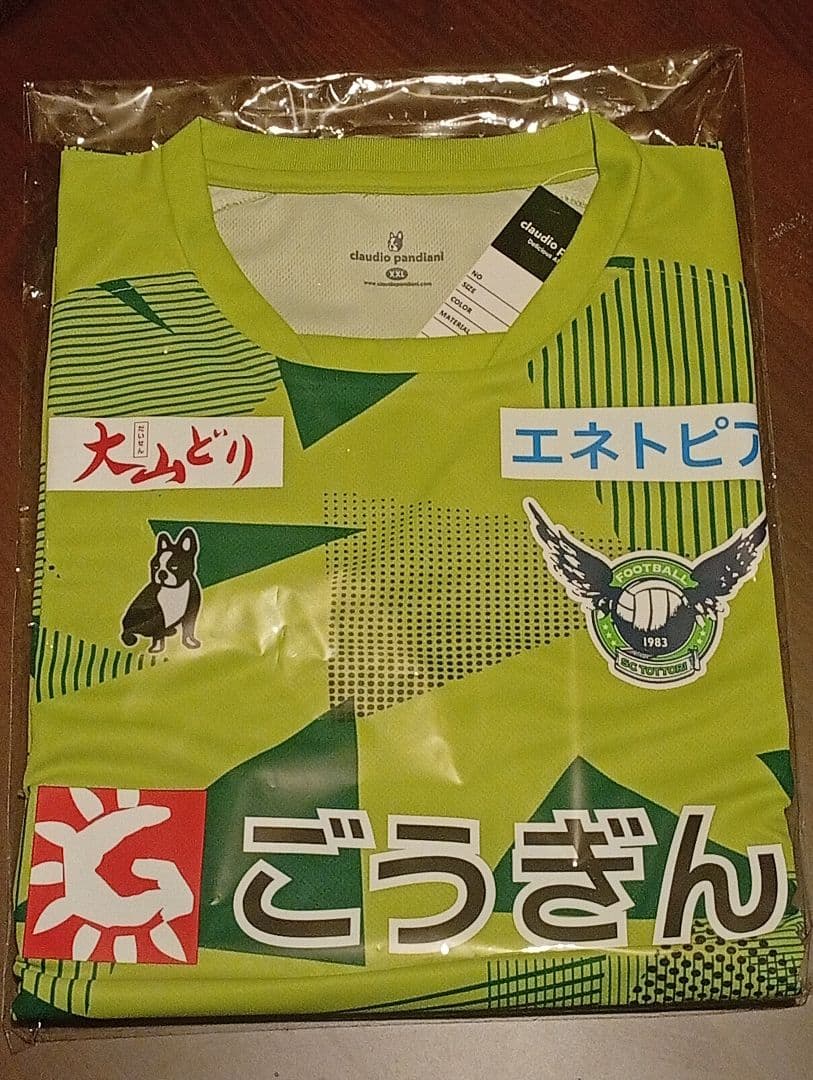 claudio pandiani
XXL
www.claudiopandiani.com
claudio P
Delicious A
NO
SIZE
COLOR
MATERIAL
だいせん
大山どり
エネトピア
FOOTBALL
1983
SC TOTTORI
ごうぎん